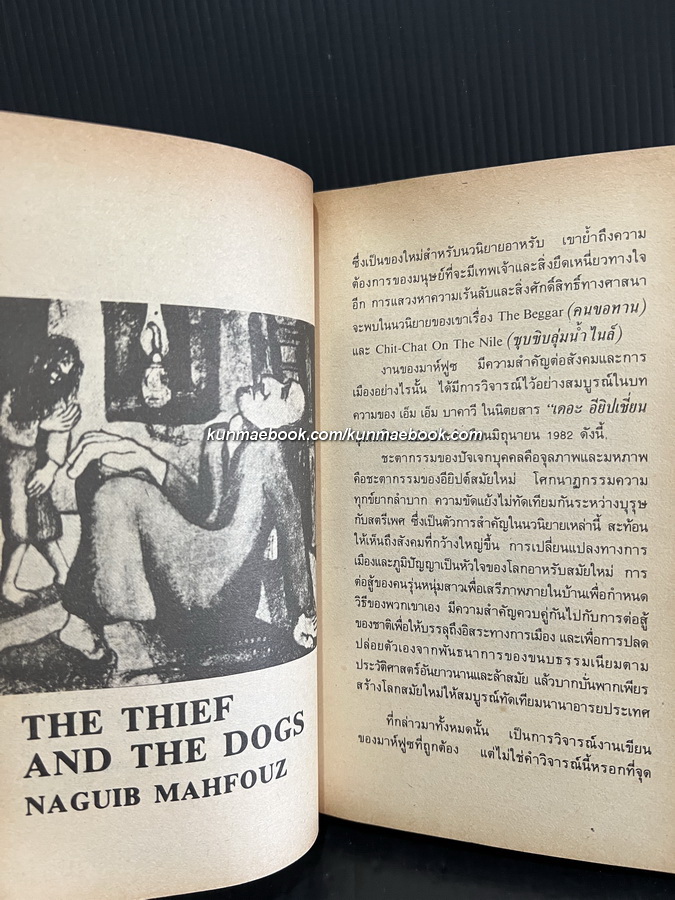 THE THIEF
AND THE DOGS
NAGUIB MAHFOUZ
ซึ่งเป็นของใหม่สำหรับนวนิยายอาหรับ เขาย้ำถึงความ
ต้องการของมนุษย์ที่จะมีเทพเจ้าและสิ่งยึดเหนี่ยวทางใจ
อีก การแสวงหาความเร้นลับและสิ่งศักดิ์สิทธิ์ทางศาสนา
จะพบในนวนิยายของเขาเรื่อง The Beggar (คนขอทาน)
และ Chit-Chat On The Nile (ซุบซิบลุ่มน้ำไนล์)
งานของมาห์ฟูซ มีความสำคัญต่อสังคมและการ
เมืองอย่างไรนั้น ได้มีการวิจารณ์ไว้อย่างสมบูรณ์ในบท
ความของ เอ็ม เอ็ม บาคาวี ในนิตยสาร "เดอะ อียิปเชี่ยน
kunmaebook.com/kunmaebook.com
นมิถุนายน 1982 ดังนี้.
ชะตากรรมของปัจเจกบุคคลคือจุลภาพและมหภาพ
คือชะตากรรมของอียิปต์สมัยใหม่ โศกนาฏกรรมความ
ทุกข์ยากลำบาก ความขัดแย้งไม่ทัดเทียมกันระหว่างบุรุษ
กับสตรีเพศ ซึ่งเป็นตัวการสำคัญในนวนิยายเหล่านี้ สะท้อน
ให้เห็นถึงสังคมที่กว้างใหญ่ขึ้น การเปลี่ยนแปลงทางการ
เมืองและภูมิปัญญาเป็นหัวใจของโลกอาหรับสมัยใหม่ การ
ต่อสู้ของคนรุ่นหนุ่มสาวเพื่อเสรีภาพภายในบ้านเพื่อกำหนด
วิธีของพวกเขาเอง มีความสำคัญควบคู่กันไปกับการต่อสู้
ของชาติเพื่อให้บรรลุถึงอิสระทางการเมือง และเพื่อการปลด
ปล่อยตัวเองจากพันธนาการของขนบธรรมเนียมตาม
ประวัติศาสตร์อันยาวนานและล้าสมัย แล้วบากบั่นพากเพียร
สร้างโลกสมัยใหม่ให้สมบูรณ์ทัดเทียมนานาอารยประเทศ
ที่กล่าวมาทั้งหมดนั้น เป็นการวิจารณ์งานเขียน
ของมาห์ฟูซที่ถูกต้อง แต่ไม่ใช่คำวิจารณ์นี้หรอกที่จุด